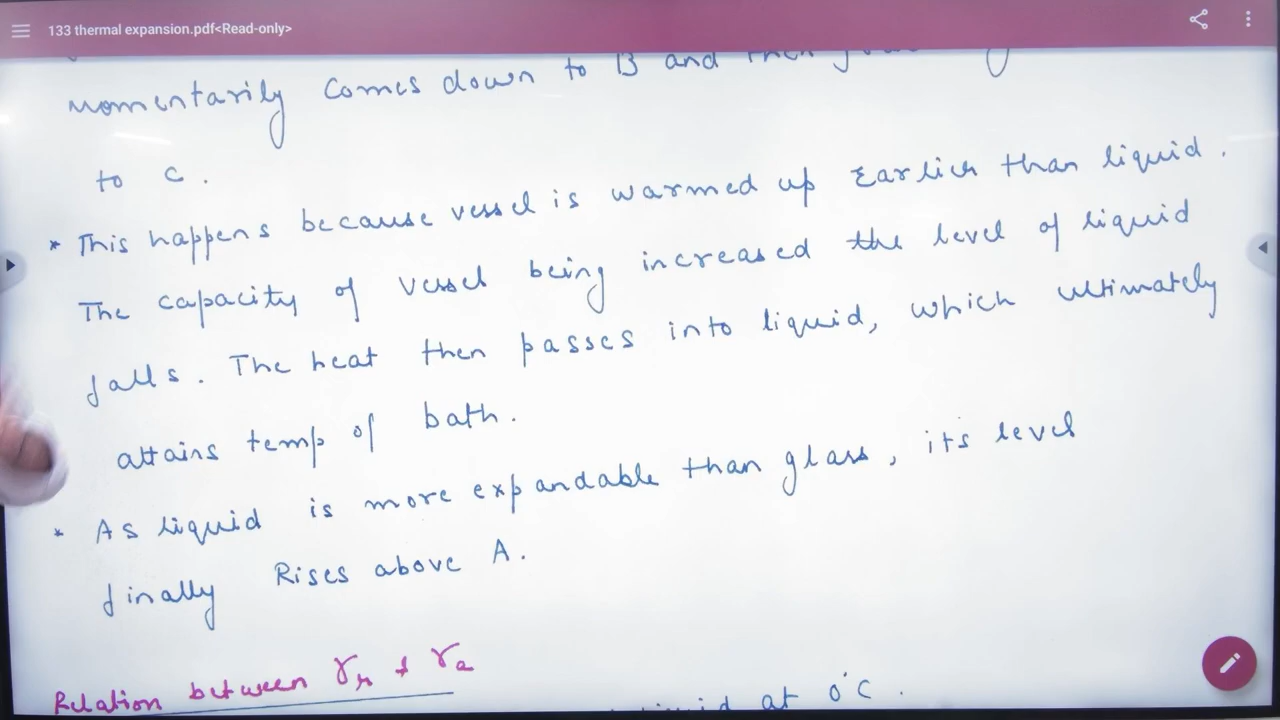 133 thermal expansion.pdf<Read-only>
momentarily comes down to B and then
to C.
* This happens because vessel is warmed up Earlier than liquid.
The capacity of vessel being increased the level of liquid
falls. The heat then passes into liquid, which ultimately
attains temp of bath.
* As liquid is more expandable than glass, its level
finally Rises above A.
Relation between γr & γa
at 0°C.